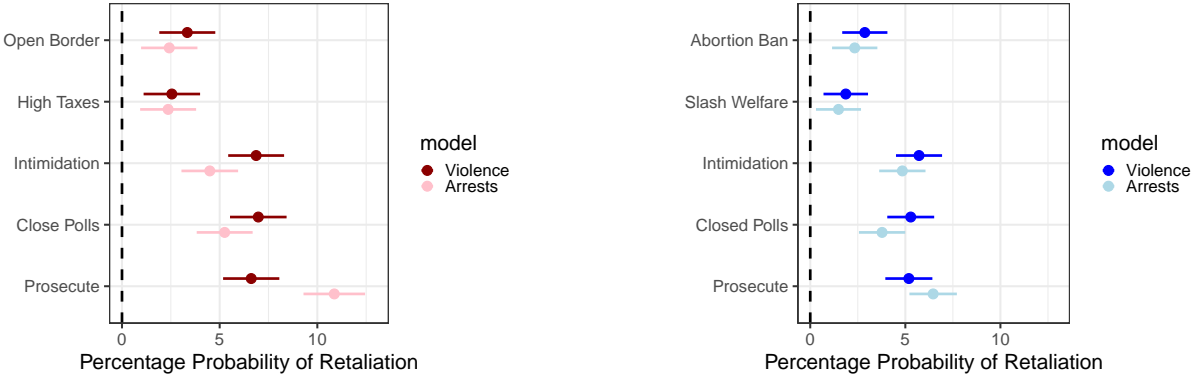 Open Border
High Taxes
Intimidation
Close Polls
Prosecute
0 5 10
Percentage Probability of Retaliation
model
Violence
Arrests
Abortion Ban
Slash Welfare
Intimidation
Closed Polls
Prosecute
0 5 10
Percentage Probability of Retaliation
model
Violence
Arrests